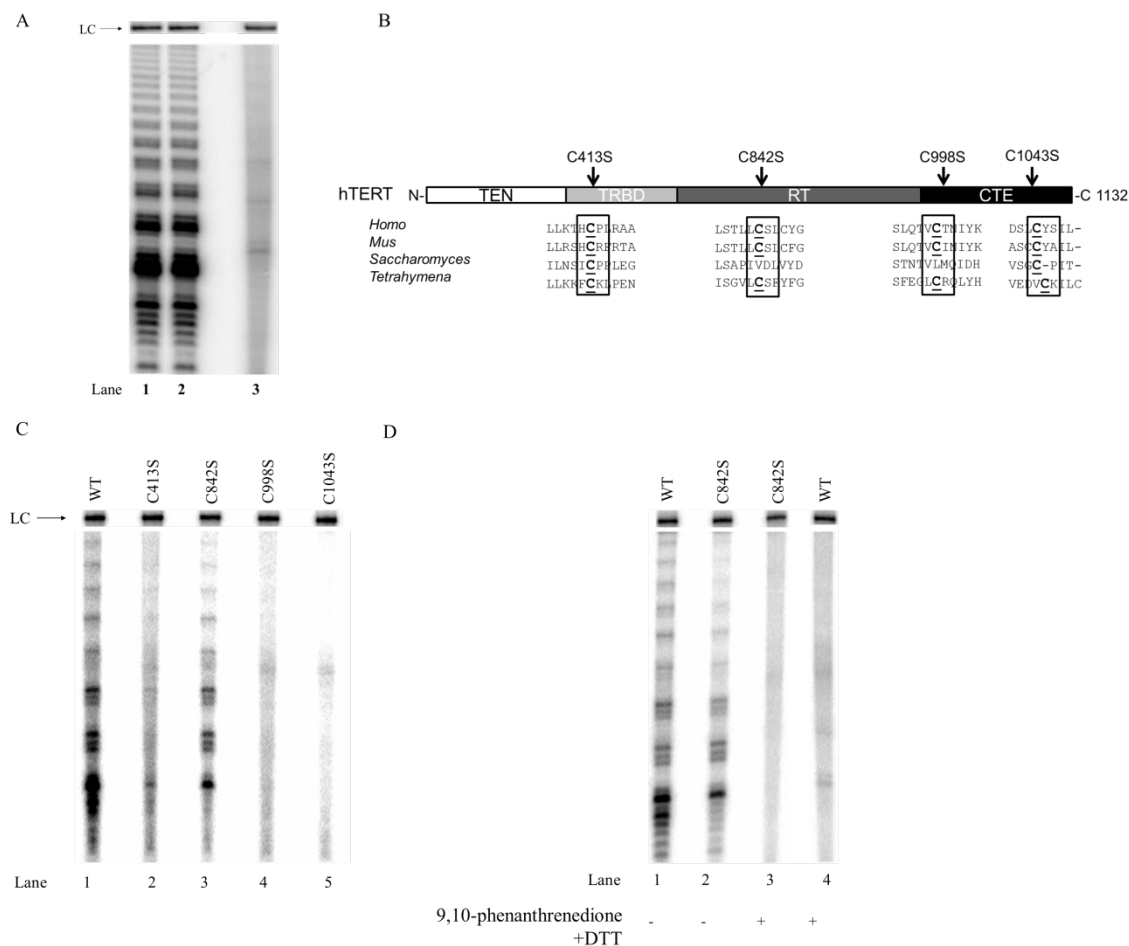 A
LC
Lane 1 2 3
B
C413S C842S C998S C1043S
hTERT N- TEN TRBD RT CTE -C 1132
Homo LLKTHCPLRAA LSTLLCSLCYG SLQTVCTNIYK DSLCYSIL-
Mus LLRSHCRFRTA LSTLLCSLCFG SLQTVCINIYK ASCCYAIL-
Saccharomyces ILNSICPPLEG LSAPIVDLVYD STNTVLMQIDH VSGC-PIT-
Tetrahymena LLKKFCKLPEN ISGVLCSFYFG SFEGLCRQLYH VEDVCKILC
C
WT C413S C842S C998S C1043S
LC
Lane 1 2 3 4 5
D
WT C842S C842S WT
Lane 1 2 3 4
9,10-phenanthrenedione - - + +
+DTT